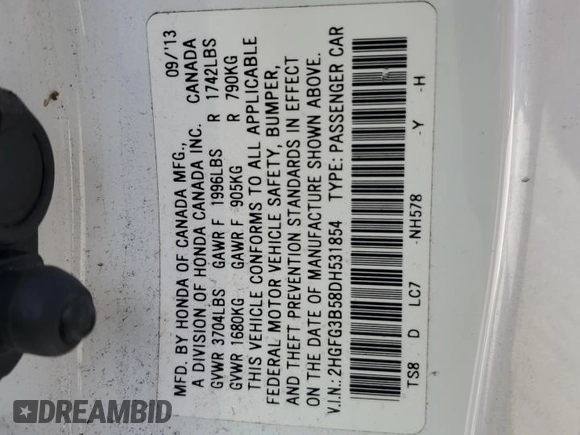 MFD. BY HONDA OF CANADA MFG., 09/'13
A DIVISION OF HONDA CANADA INC. CANADA
GVWR 3704LBS GAWR F 1996LBS R 1742LBS
GVWR 1680KG GAWR F 905KG R 790KG
THIS VEHICLE CONFORMS TO ALL APPLICABLE
FEDERAL MOTOR VEHICLE SAFETY, BUMPER,
AND THEFT PREVENTION STANDARDS IN EFFECT
ON THE DATE OF MANUFACTURE SHOWN ABOVE.
V.I.N.: 2HGFG3B58DH531854 TYPE: PASSENGER CAR
TS8 D LC7 -NH578 -Y -H
DREAMBID